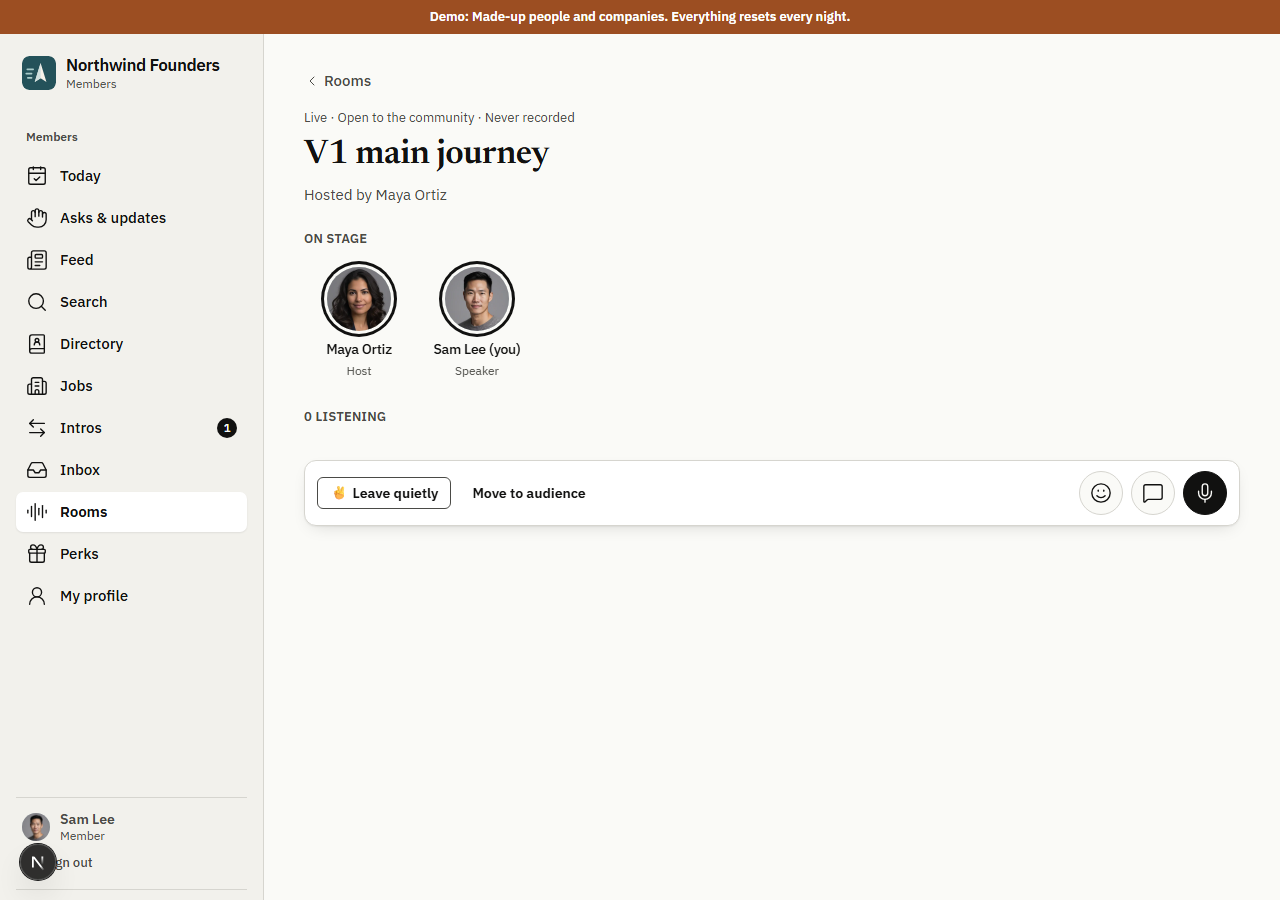 Demo: Made-up people and companies. Everything resets every night.
Northwind Founders
Members
Members
Today
Asks & updates
Feed
Search
Directory
Jobs
Intros
1
Inbox
Rooms
Perks
My profile
Sam Lee
Member
gn out
N
Rooms
Live · Open to the community · Never recorded
V1 main journey
Hosted by Maya Ortiz
ON STAGE
Maya Ortiz
Host
Sam Lee (you)
Speaker
0 LISTENING
✌️ Leave quietly
Move to audience